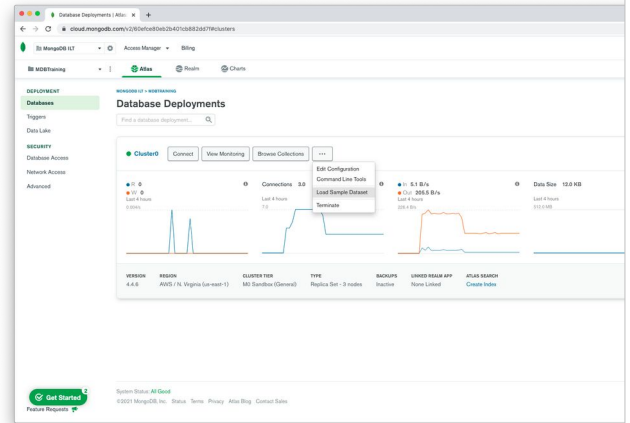 Database Deployments | Atlas
cloud.mongodb.com/v2/60efce80eb2b401cb882dd7f#clusters
MongoDB ILT Access Manager Billing
MDBTraining Atlas Realm Charts
DEPLOYMENT
Databases
Triggers
Data Lake
SECURITY
Database Access
Network Access
Advanced
MONGODB ILT > MDBTRAINING
Database Deployments
Find a database deployment...
Cluster0 Connect View Monitoring Browse Collections ...
Edit Configuration
Command Line Tools
Load Sample Dataset
Terminate
R 0
W 0
Last 4 hours
Connections 3.0
Last 4 hours
7.0
In 5.1 B/s
Out 205.5 B/s
Last 4 hours
Data Size 12.0 KB
Last 4 hours
512.0 MB
VERSION REGION CLUSTER TIER TYPE BACKUPS LINKED REALM APP ATLAS SEARCH
4.4.6 AWS / N. Virginia (us-east-1) M0 Sandbox (General) Replica Set - 3 nodes Inactive None Linked Create Index
Get Started 2
Feature Requests
System Status: All Good
©2021 MongoDB, Inc. Status Terms Privacy Atlas Blog Contact Sales